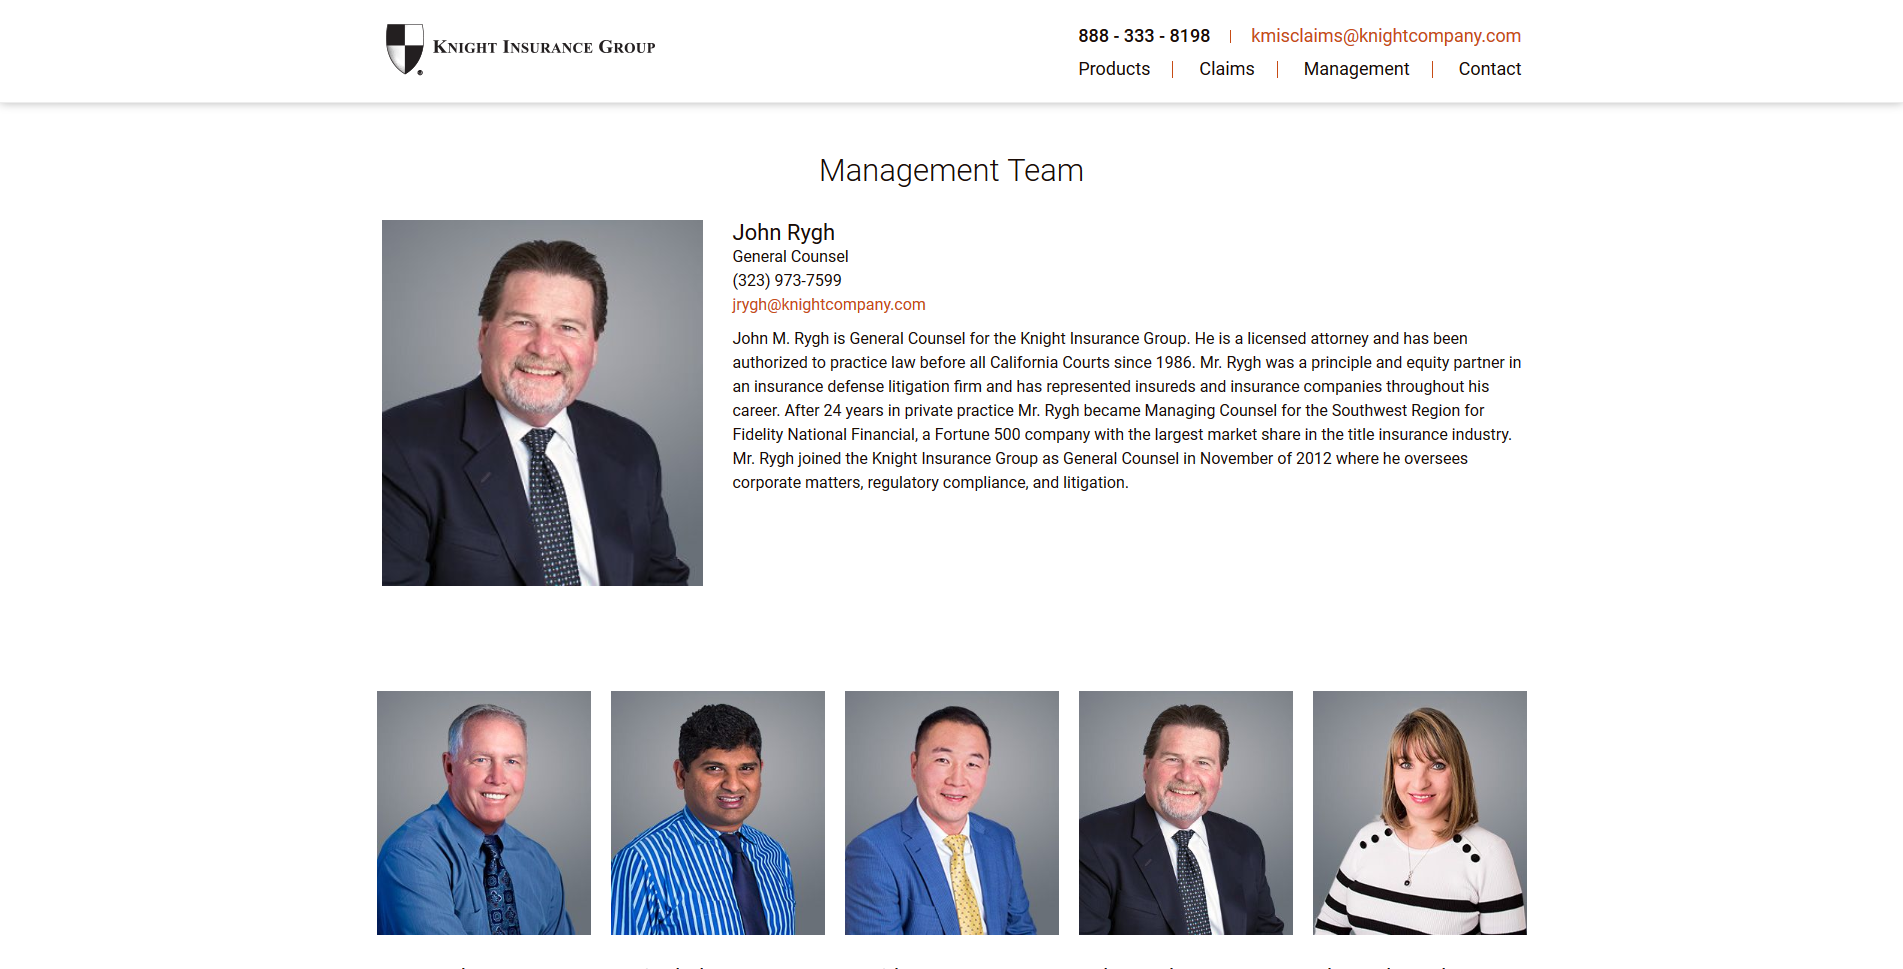 KNIGHT INSURANCE GROUP
888 - 333 - 8198 | kmisclaims@knightcompany.com
Products | Claims | Management | Contact
Management Team
John Rygh
General Counsel
(323) 973-7599
jrygh@knightcompany.com
John M. Rygh is General Counsel for the Knight Insurance Group. He is a licensed attorney and has been
authorized to practice law before all California Courts since 1986. Mr. Rygh was a principle and equity partner in
an insurance defense litigation firm and has represented insureds and insurance companies throughout his
career. After 24 years in private practice Mr. Rygh became Managing Counsel for the Southwest Region for
Fidelity National Financial, a Fortune 500 company with the largest market share in the title insurance industry.
Mr. Rygh joined the Knight Insurance Group as General Counsel in November of 2012 where he oversees
corporate matters, regulatory compliance, and litigation.